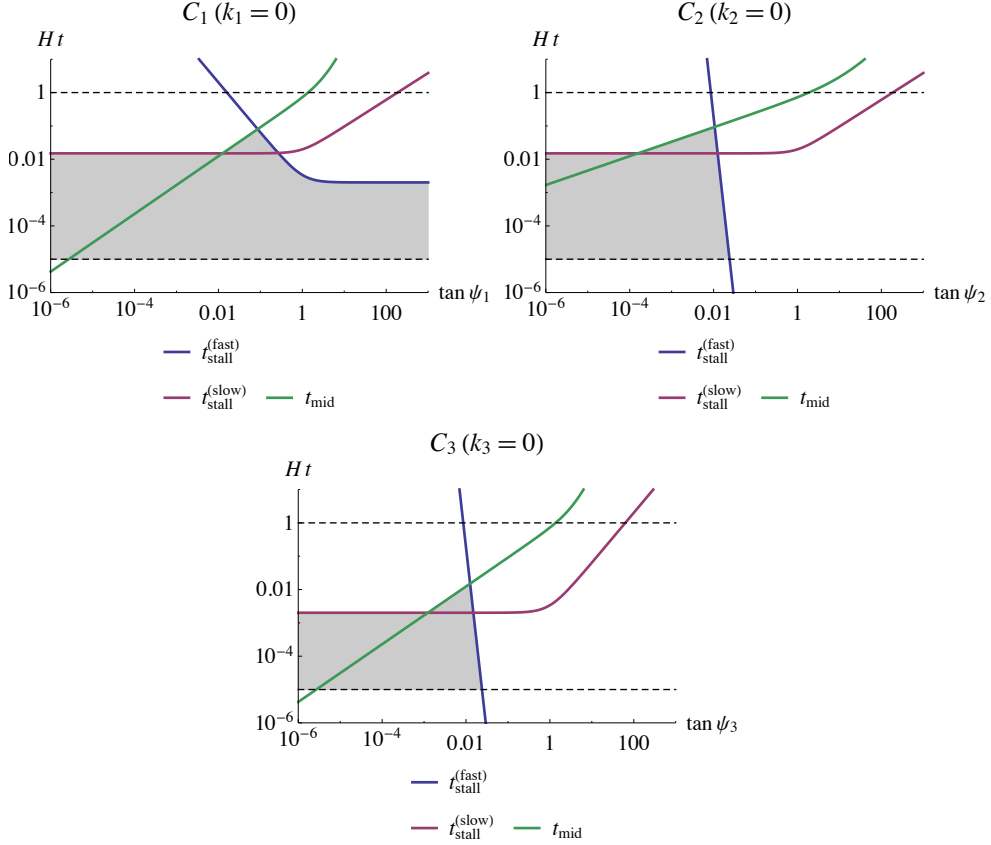 C₁ (k₁ = 0)
H t
1
0.01
10⁻⁴
10⁻⁶
10⁻⁶ 10⁻⁴ 0.01 1 100
tan ψ₁
t_stall^(fast)
t_stall^(slow) t_mid
C₂ (k₂ = 0)
H t
1
0.01
10⁻⁴
10⁻⁶
10⁻⁶ 10⁻⁴ 0.01 1 100
tan ψ₂
t_stall^(fast)
t_stall^(slow) t_mid
C₃ (k₃ = 0)
H t
1
0.01
10⁻⁴
10⁻⁶
10⁻⁶ 10⁻⁴ 0.01 1 100
tan ψ₃
t_stall^(fast)
t_stall^(slow) t_mid